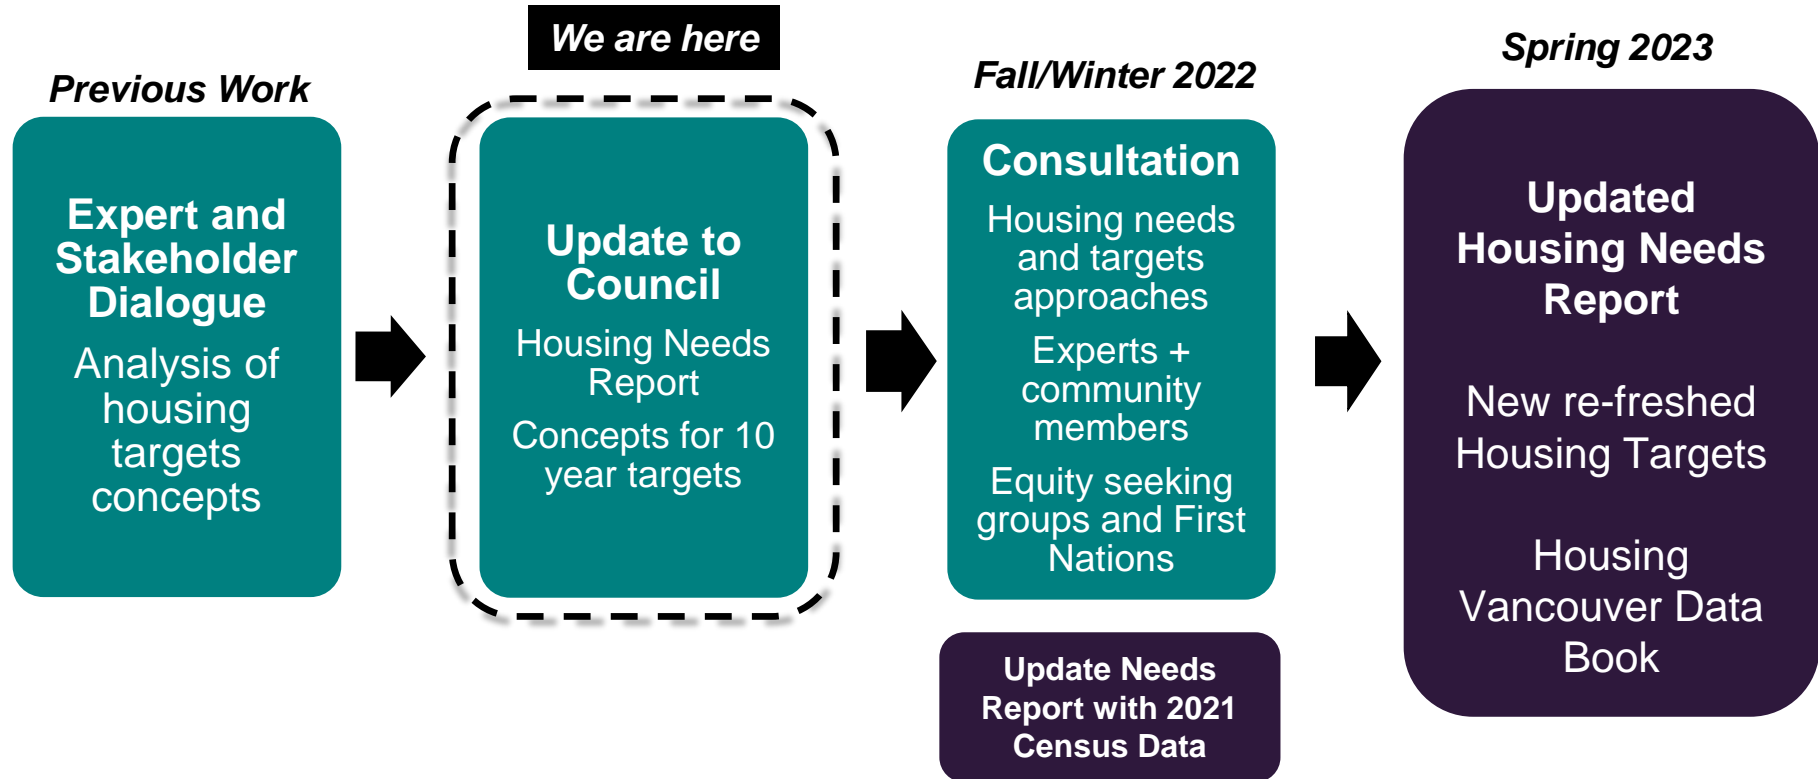 Previous Work
Expert and
Stakeholder
Dialogue
Analysis of
housing
targets
concepts
We are here
Update to
Council
Housing Needs
Report
Concepts for 10
year targets
Fall/Winter 2022
Consultation
Housing needs
and targets
approaches
Experts +
community
members
Equity seeking
groups and First
Nations
Update Needs
Report with 2021
Census Data
Spring 2023
Updated
Housing Needs
Report
New re-freshed
Housing Targets
Housing
Vancouver Data
Book